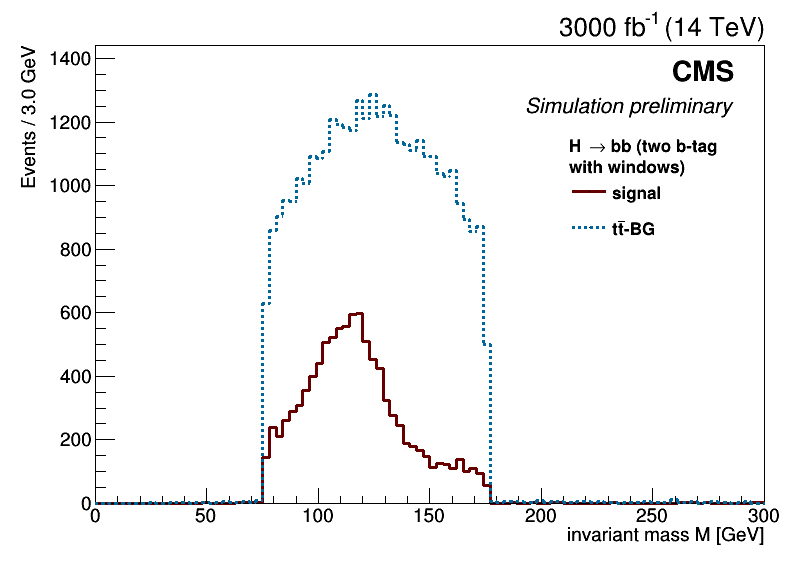 3000 fb⁻¹ (14 TeV)
Events / 3.0 GeV
1400
1200
1000
800
600
400
200
0
CMS
Simulation preliminary
H → bb (two b-tag
with windows)
signal
tt̄-BG
0 50 100 150 200 250 300
invariant mass M [GeV]